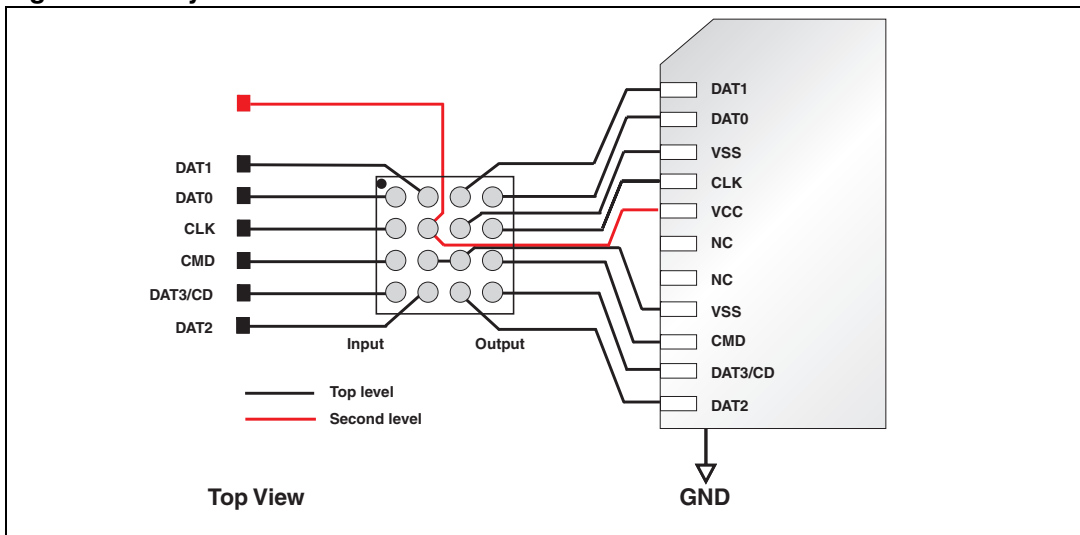 DAT1
DAT0
CLK
CMD
DAT3/CD
DAT2
Input
Output
Top level
Second level
Top View
DAT1
DAT0
VSS
CLK
VCC
NC
NC
VSS
CMD
DAT3/CD
DAT2
GND